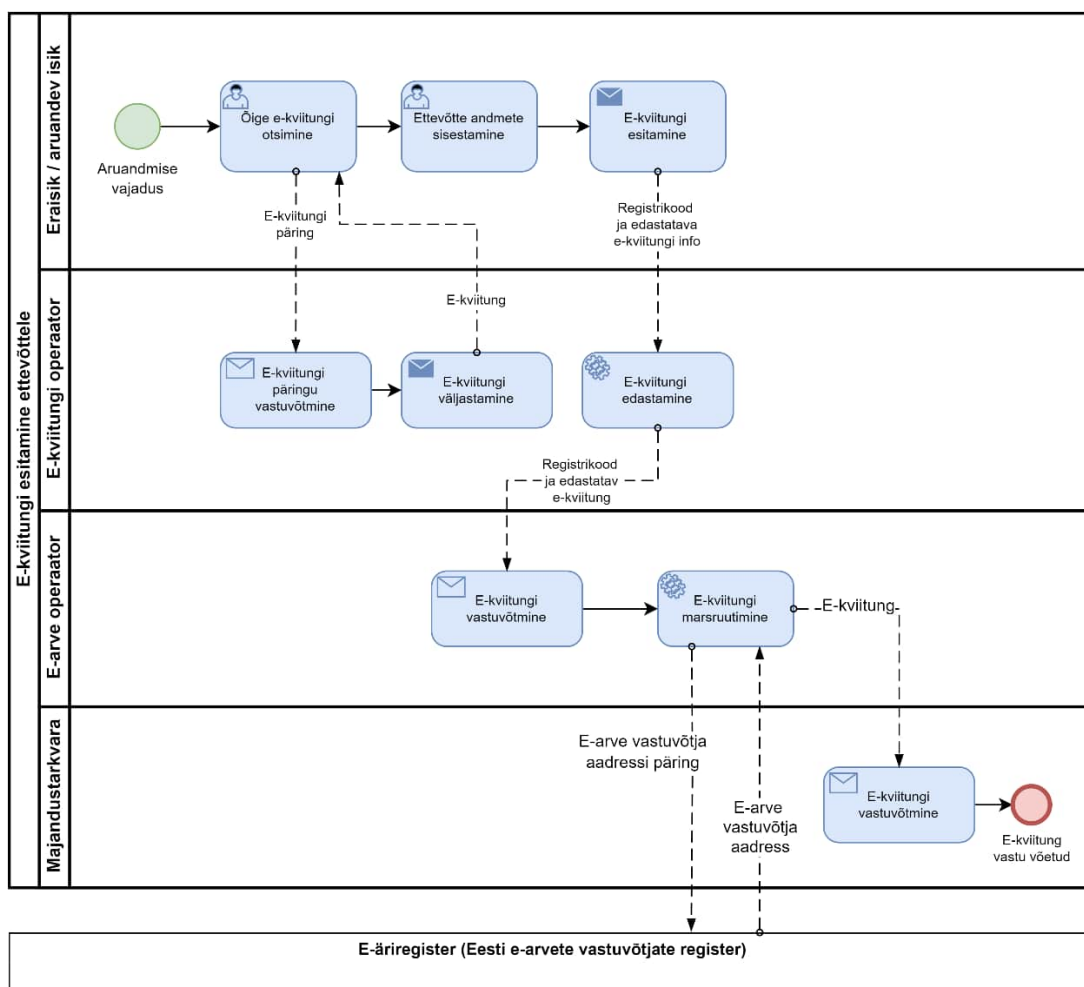 E-kviitungi esitamine ettevõttele
Eraisik / aruandev isik
Aruandmise
vajadus
Õige e-kviitungi
otsimine
Ettevõtte andmete
sisestamine
E-kviitungi
esitamine
E-kviitungi
päring
Registrikood
ja edastatava
e-kviitungi info
E-kviitungi operaator
E-kviitung
E-kviitungi
päringu
vastuvõtmine
E-kviitungi
väljastamine
E-kviitungi
edastamine
Registrikood
ja edastatav
e-kviitung
E-arve operaator
E-kviitungi
vastuvõtmine
E-kviitungi
marsruutimine
E-kviitung
Majandustarkvara
E-arve vastuvõtja
aadressi päring
E-arve
vastuvõtja
aadress
E-kviitungi
vastuvõtmine
E-kviitung
vastu võetud
E-äriregister (Eesti e-arvete vastuvõtjate register)